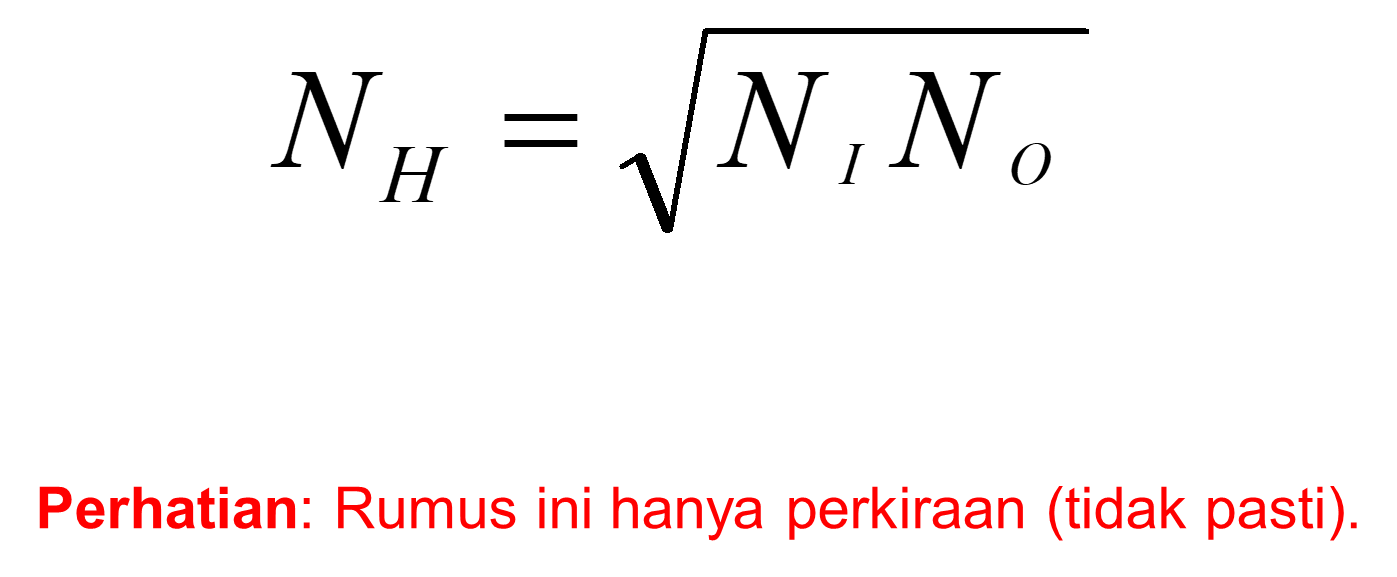 N_H = √(N_I N_O)
Perhatian: Rumus ini hanya perkiraan (tidak pasti).